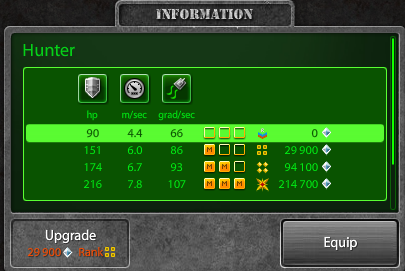 INFORMATION
Hunter
hp m/sec grad/sec
90 4.4 66 0
151 6.0 86 M 29 900
174 6.7 93 M M 94 100
216 7.8 107 M M M 214 700
Upgrade
29 900 Rank
Equip